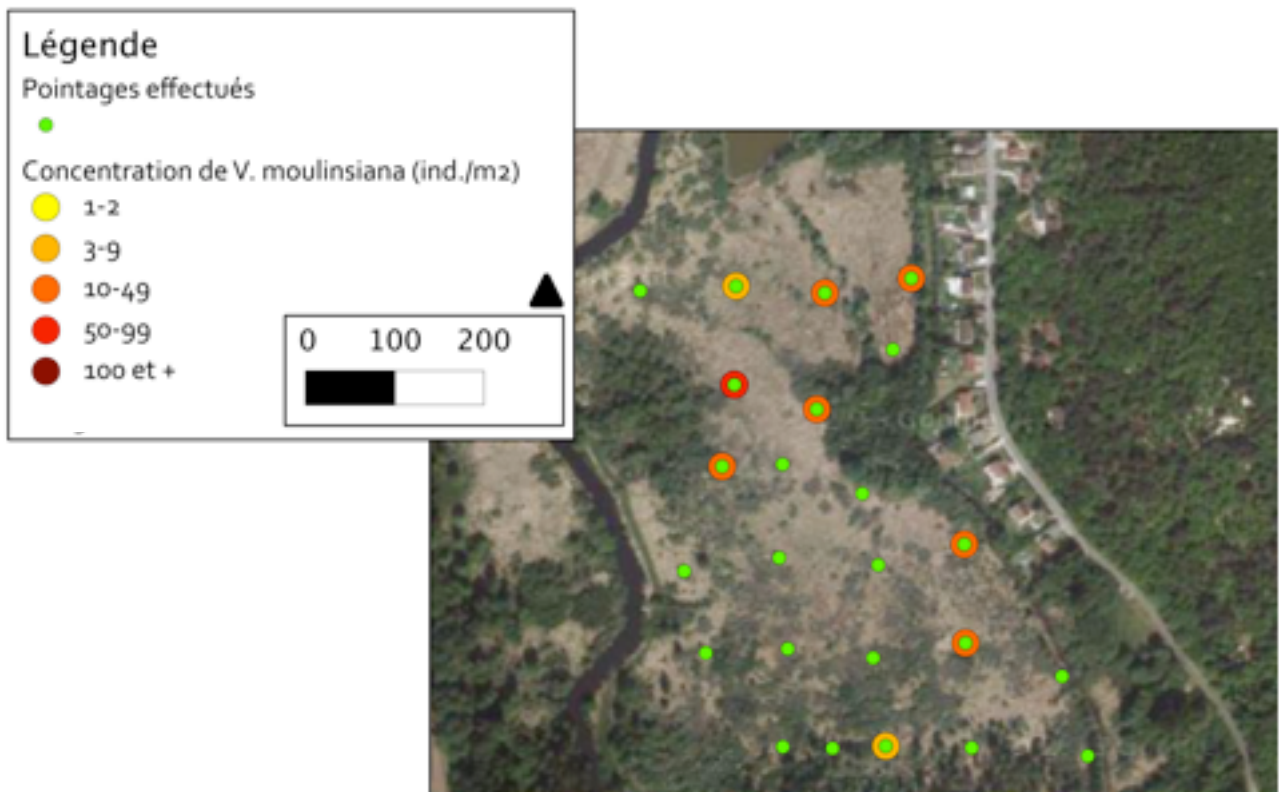 Légende
Pointages effectués
Concentration de V. moulinsiana (ind./m2)
1-2
3-9
10-49
50-99
100 et +
0 100 200